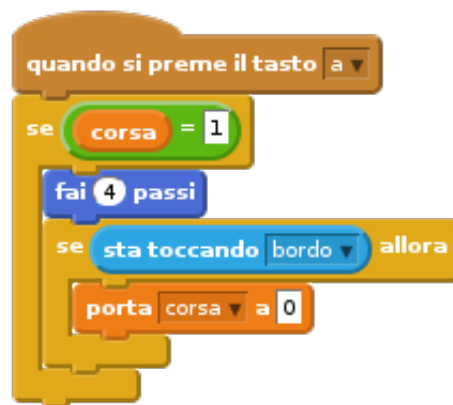 quando si preme il tasto a
se corsa = 1
fai 4 passi
se sta toccando bordo allora
porta corsa a 0